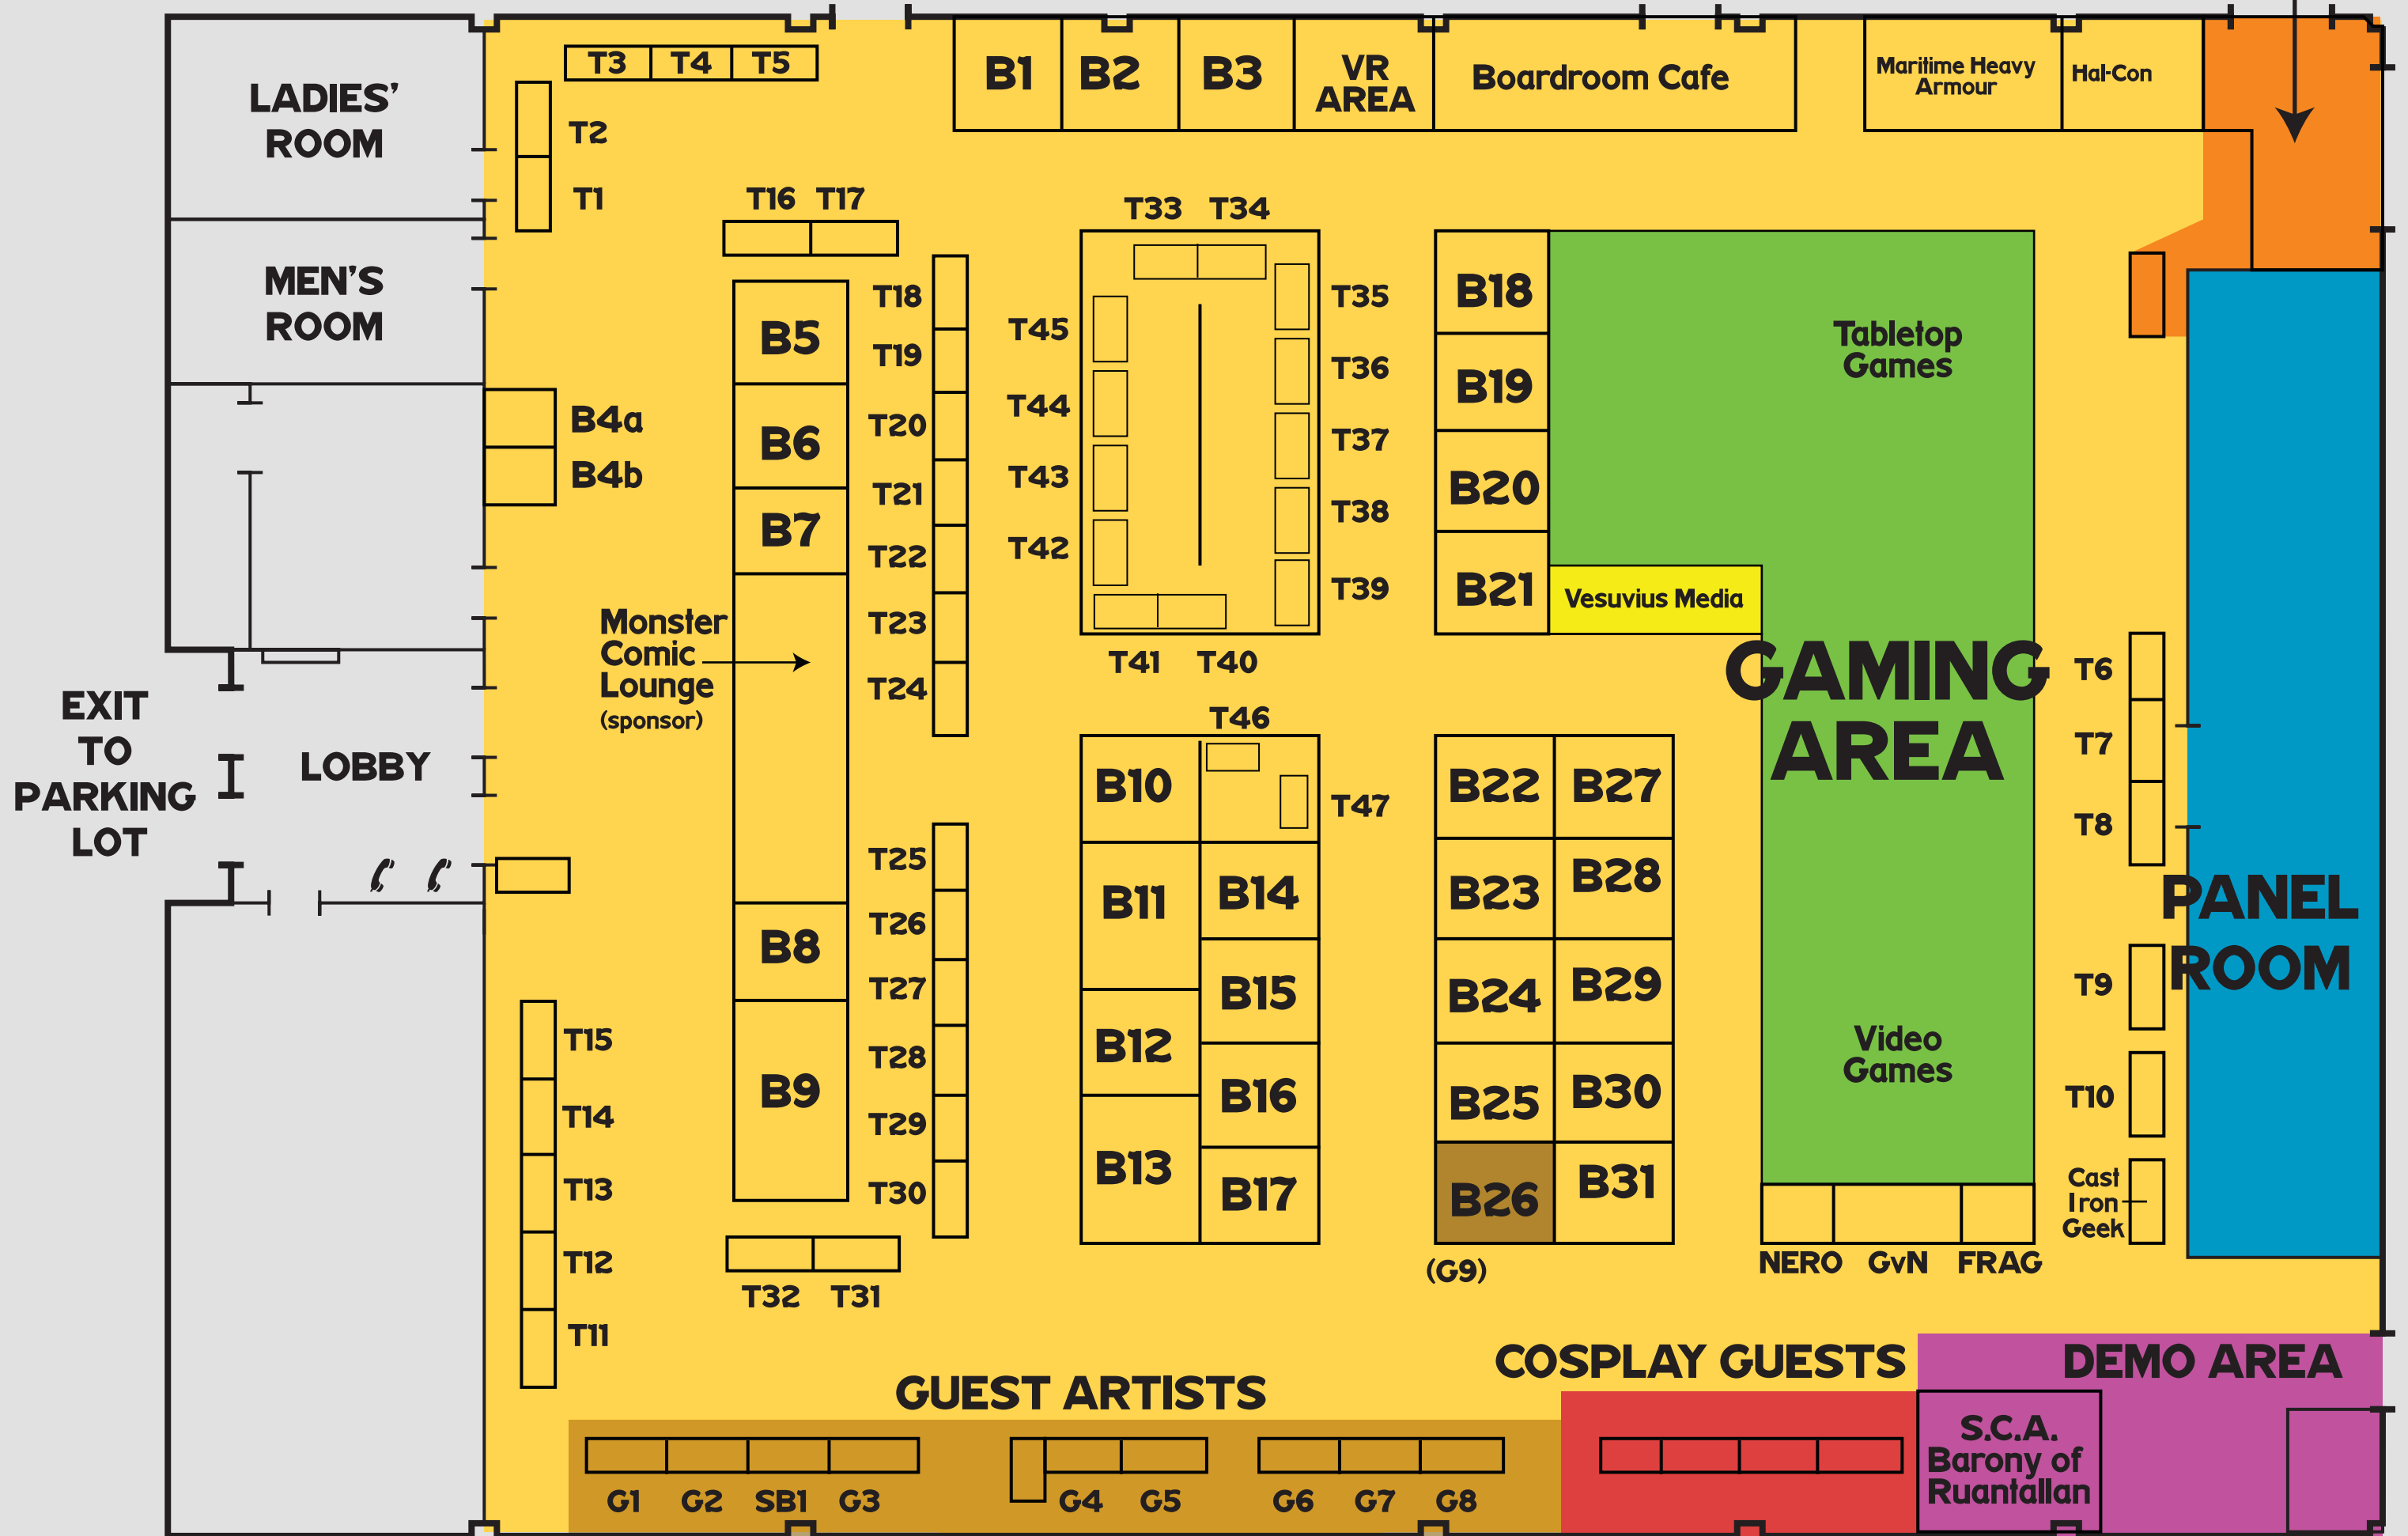 LADIES'
ROOM
MEN'S
ROOM
EXIT
TO
PARKING
LOT
LOBBY
T3 T4 T5
T2
T1
B1 B2 B3
VR
AREA
Boardroom Cafe
Maritime Heavy
Armour
Hal-Con
T16 T17
B4a
B4b
B5
B6
B7
Monster
Comic
Lounge
(sponsor)
B8
B9
T18
T19
T20
T21
T22
T23
T24
T25
T26
T27
T28
T29
T30
T32 T31
T15
T14
T13
T12
T11
T33 T34
T45
T44
T43
T42
T35
T36
T37
T38
T39
T41 T40
T46
T47
B10
B11
B12
B13
B14
B15
B16
B17
B18
B19
B20
B21
Vesuvius Media
Tabletop
Games
GAMING
AREA
Video
Games
B22 B27
B23 B28
B24 B29
B25 B30
B26 B31
(G9)
NERO GvN FRAG
T6
T7
T8
T9
T10
Cast
Iron
Geek
PANEL
ROOM
GUEST ARTISTS
G1 G2 SB1 G3 G4 G5 G6 G7 G8
COSPLAY GUESTS
DEMO AREA
S.C.A.
Barony of
Ruantallan